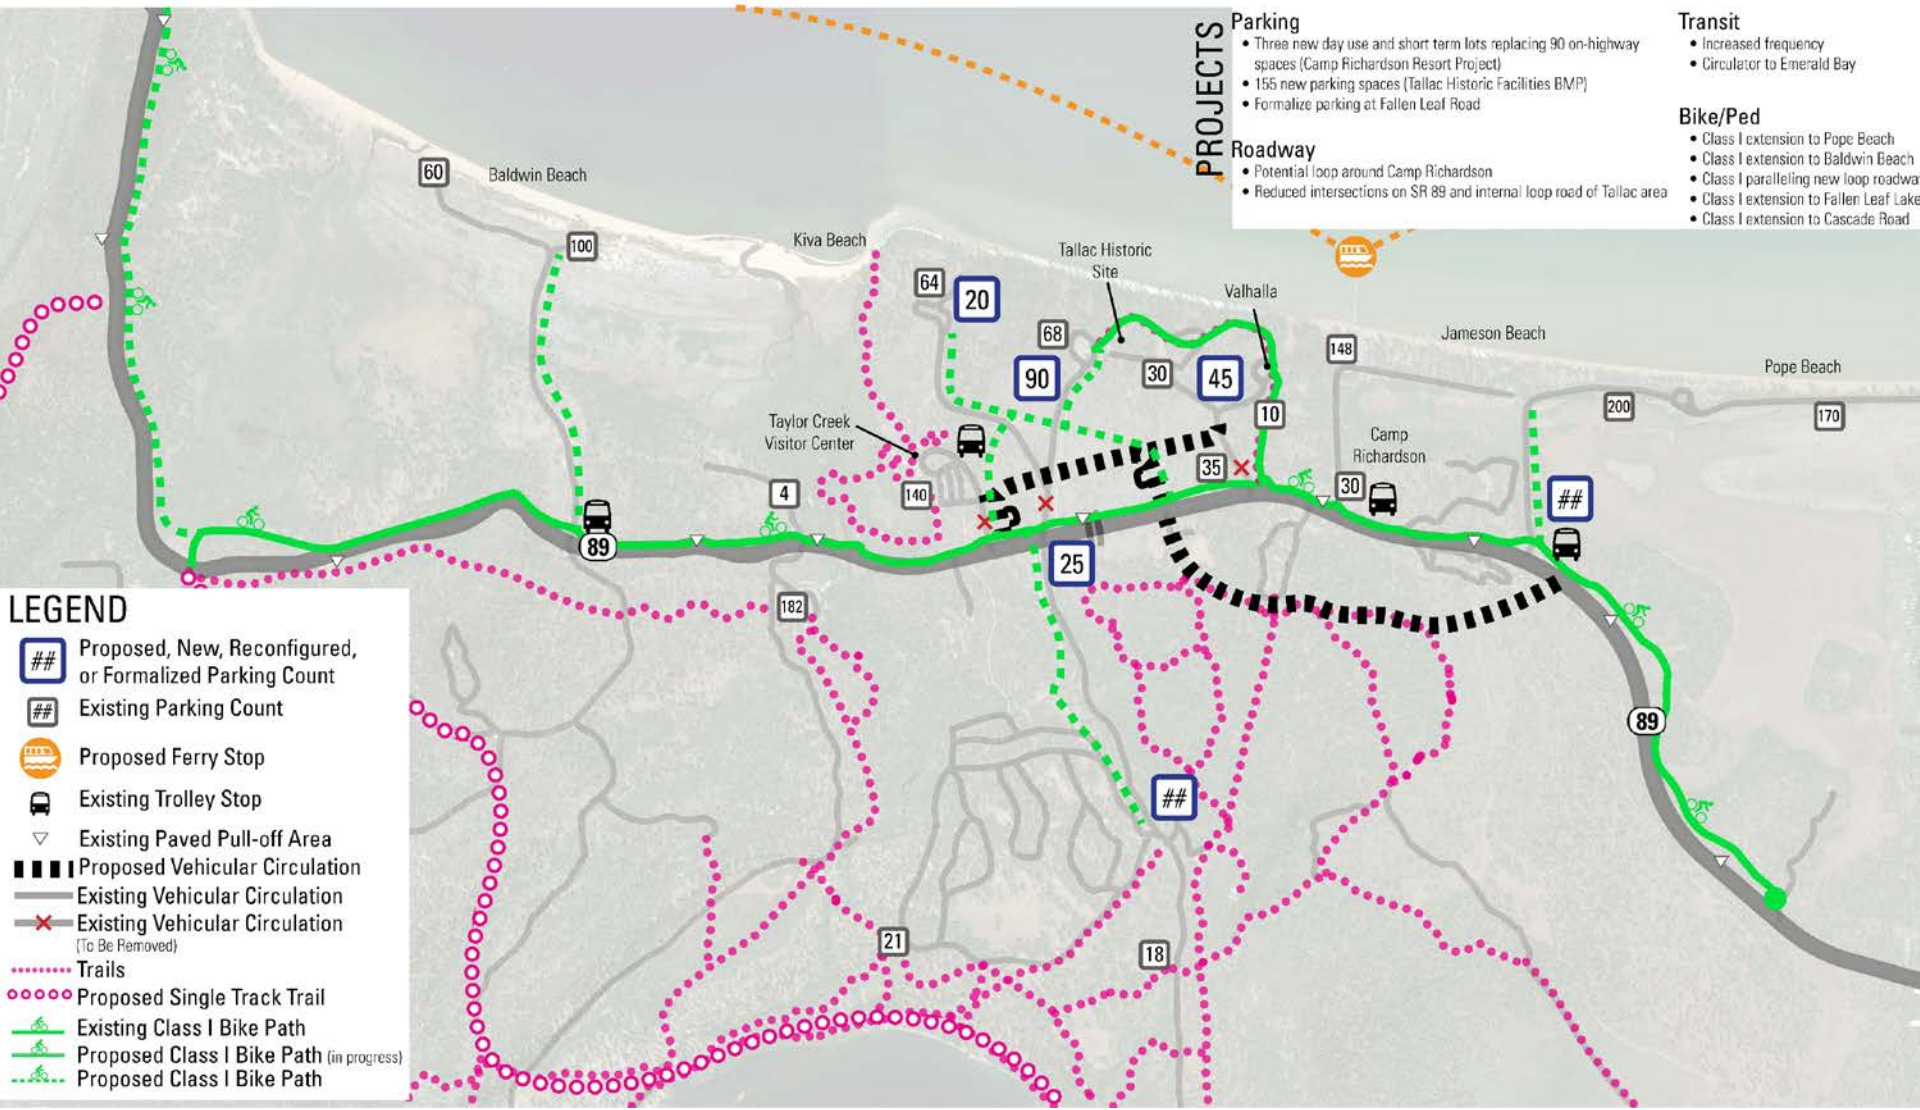 PROJECTS
Parking
• Three new day use and short term lots replacing 90 on-highway
spaces (Camp Richardson Resort Project)
• 155 new parking spaces (Tallac Historic Facilities BMP)
• Formalize parking at Fallen Leaf Road
Roadway
• Potential loop around Camp Richardson
• Reduced intersections on SR 89 and internal loop road of Tallac area
Transit
• Increased frequency
• Circulator to Emerald Bay
Bike/Ped
• Class I extension to Pope Beach
• Class I extension to Baldwin Beach
• Class I paralleling new loop roadwa
• Class I extension to Fallen Leaf Lake
• Class I extension to Cascade Road
60
Baldwin Beach
100
Kiva Beach
64
20
Tallac Historic
Site
Valhalla
68
90
30
45
148
Jameson Beach
Pope Beach
200
170
10
Taylor Creek
Visitor Center
Camp
Richardson
4
140
35
30
##
89
25
182
89
##
21
18
LEGEND
## Proposed, New, Reconfigured,
or Formalized Parking Count
## Existing Parking Count
Proposed Ferry Stop
Existing Trolley Stop
Existing Paved Pull-off Area
Proposed Vehicular Circulation
Existing Vehicular Circulation
Existing Vehicular Circulation
(To Be Removed)
Trails
Proposed Single Track Trail
Existing Class I Bike Path
Proposed Class I Bike Path (in progress)
Proposed Class I Bike Path